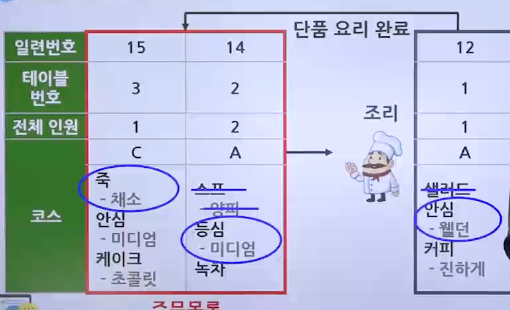 단품 요리 완료
일련번호 15 14 12
테이블
번호 3 2 1
전체 인원 1 2 1
조리
코스 C A A
죽 스프 샐러드
- 채소 - 양파 안심
안심 등심 - 웰던
- 미디엄 - 미디엄 커피
케이크 녹차 - 진하게
- 초콜릿
주문목록